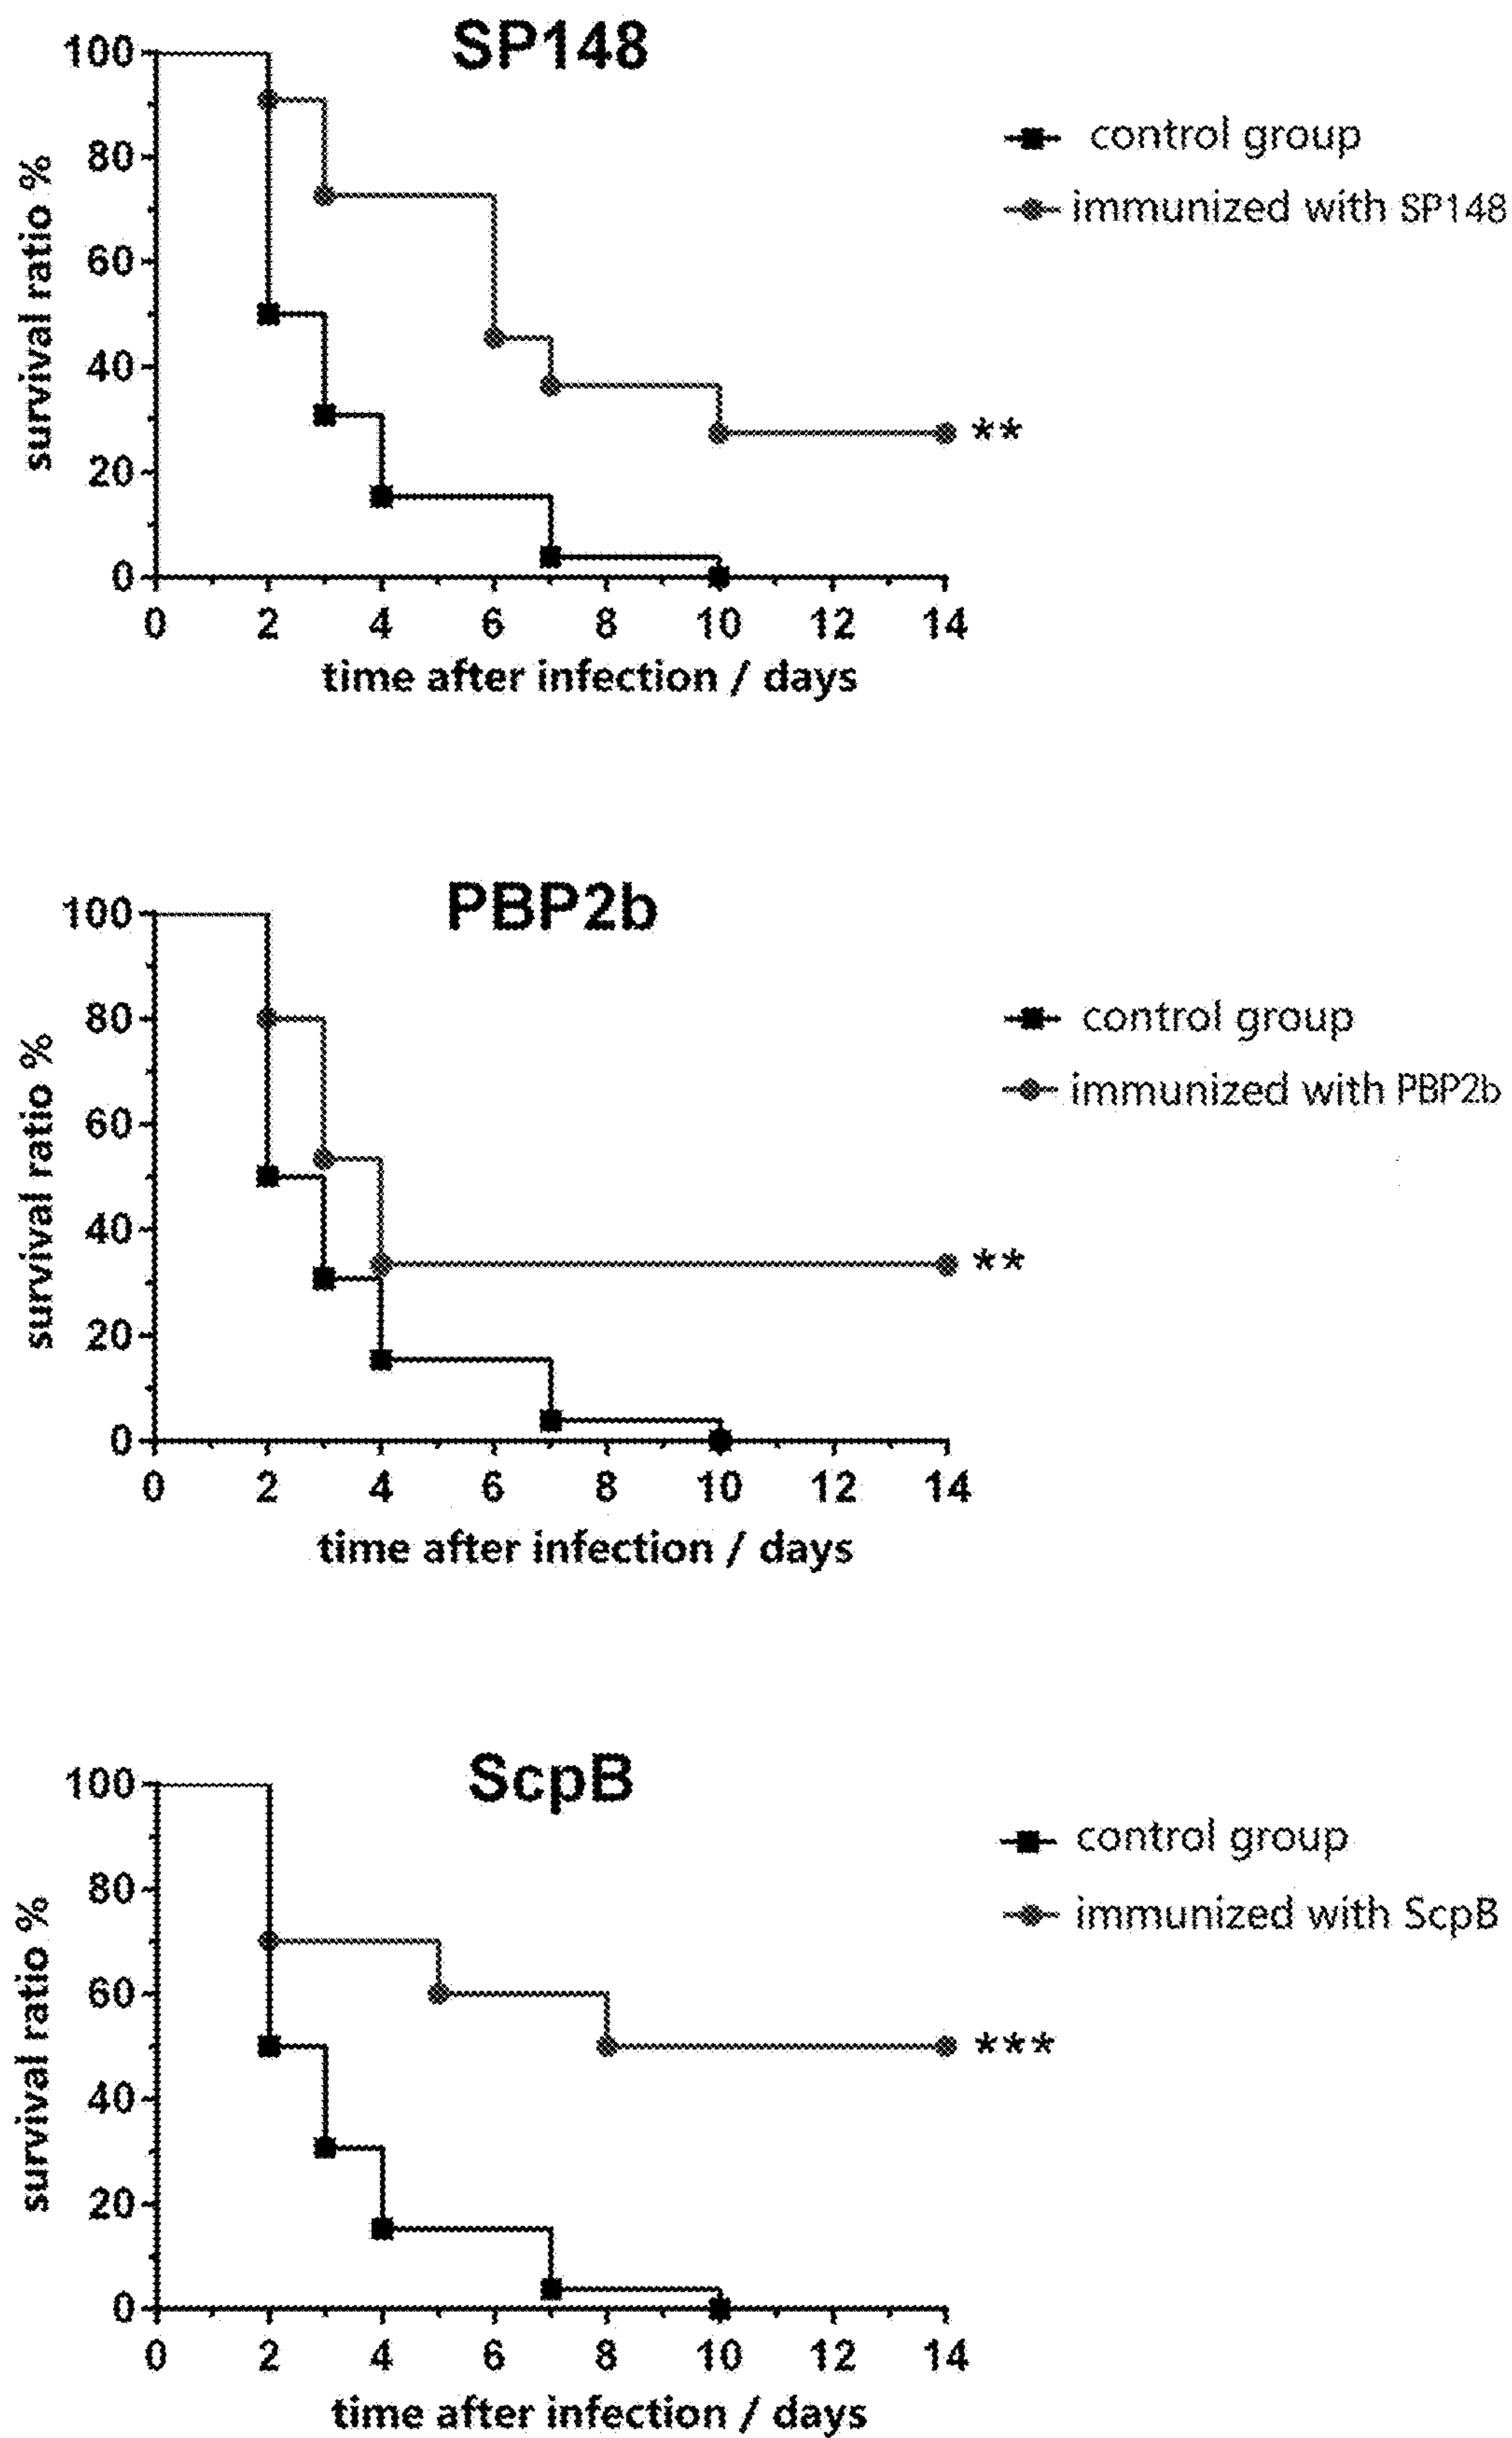 SP148
100
80
60
40
20
0
survival ratio %
control group
immunized with SP148
**
0 2 4 6 8 10 12 14
time after infection / days
PBP2b
100
80
60
40
20
0
survival ratio %
control group
immunized with PBP2b
**
0 2 4 6 8 10 12 14
time after infection / days
ScpB
100
80
60
40
20
0
survival ratio %
control group
immunized with ScpB
***
0 2 4 6 8 10 12 14
time after infection / days